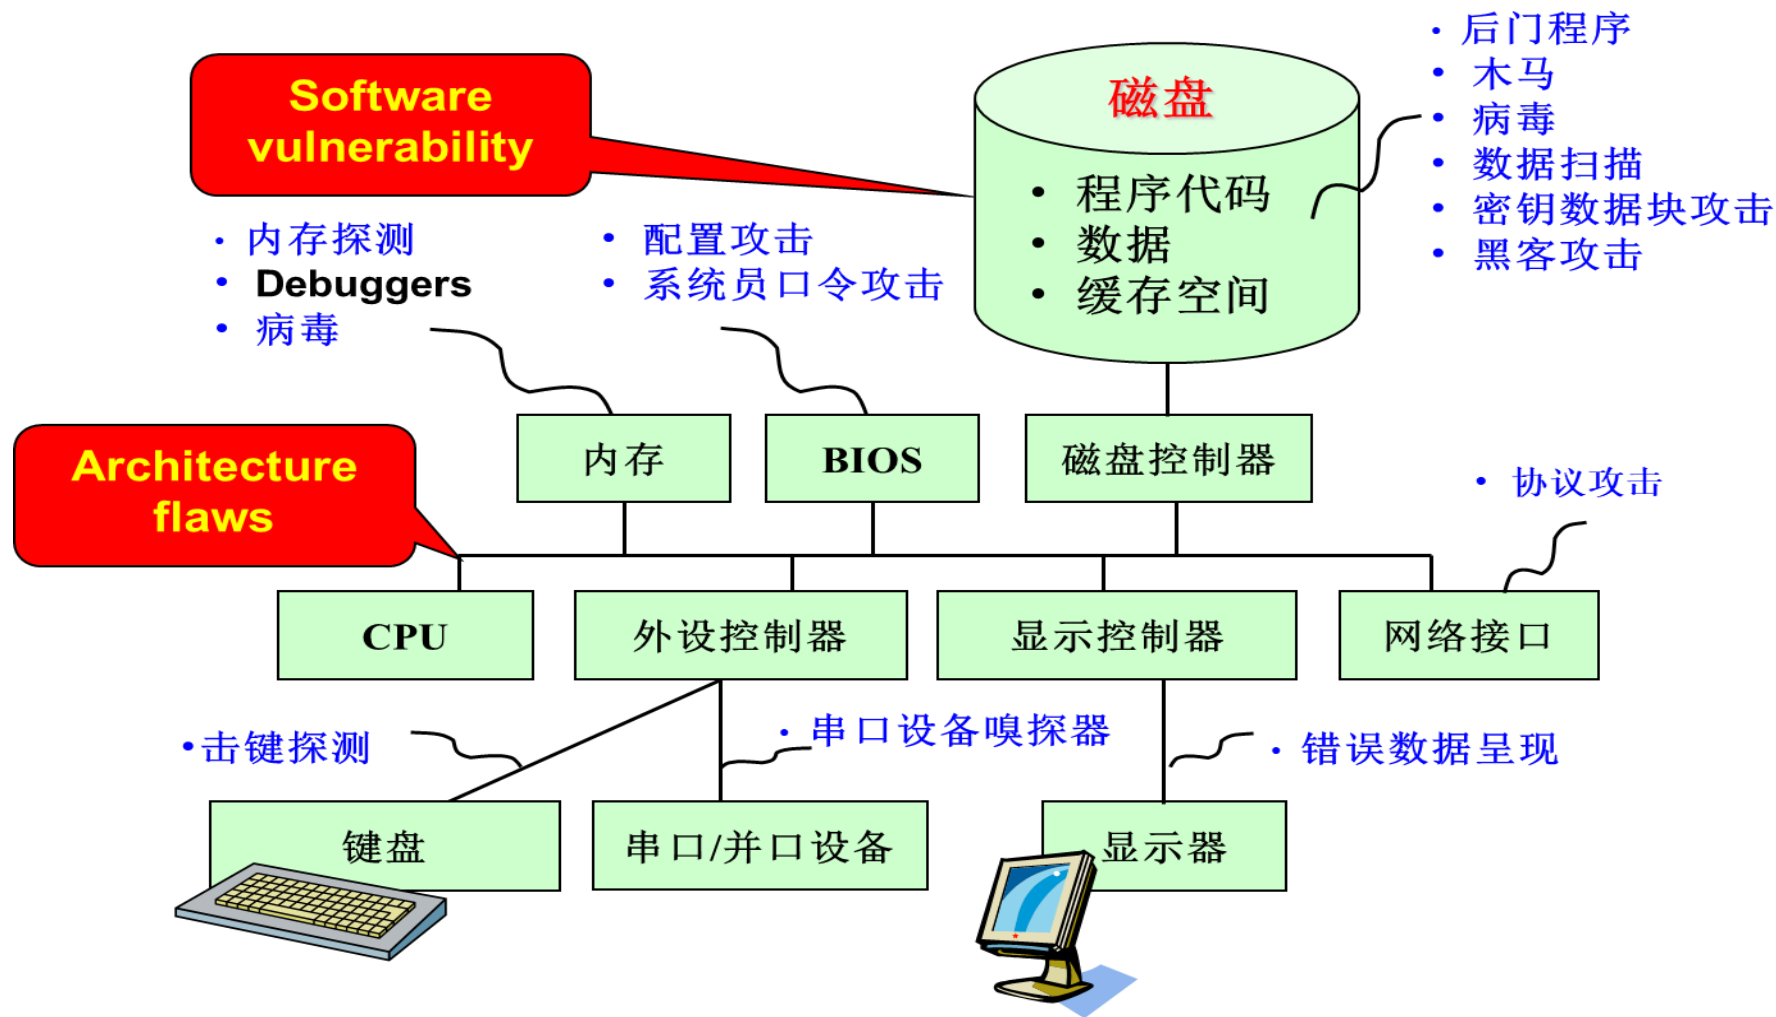 Software
vulnerability
磁盘
• 程序代码
• 数据
• 缓存空间
• 后门程序
• 木马
• 病毒
• 数据扫描
• 密钥数据块攻击
• 黑客攻击
• 内存探测
• Debuggers
• 病毒
• 配置攻击
• 系统员口令攻击
Architecture
flaws
内存
BIOS
磁盘控制器
• 协议攻击
CPU
外设控制器
显示控制器
网络接口
•击键探测
• 串口设备嗅探器
• 错误数据呈现
键盘
串口/并口设备
显示器